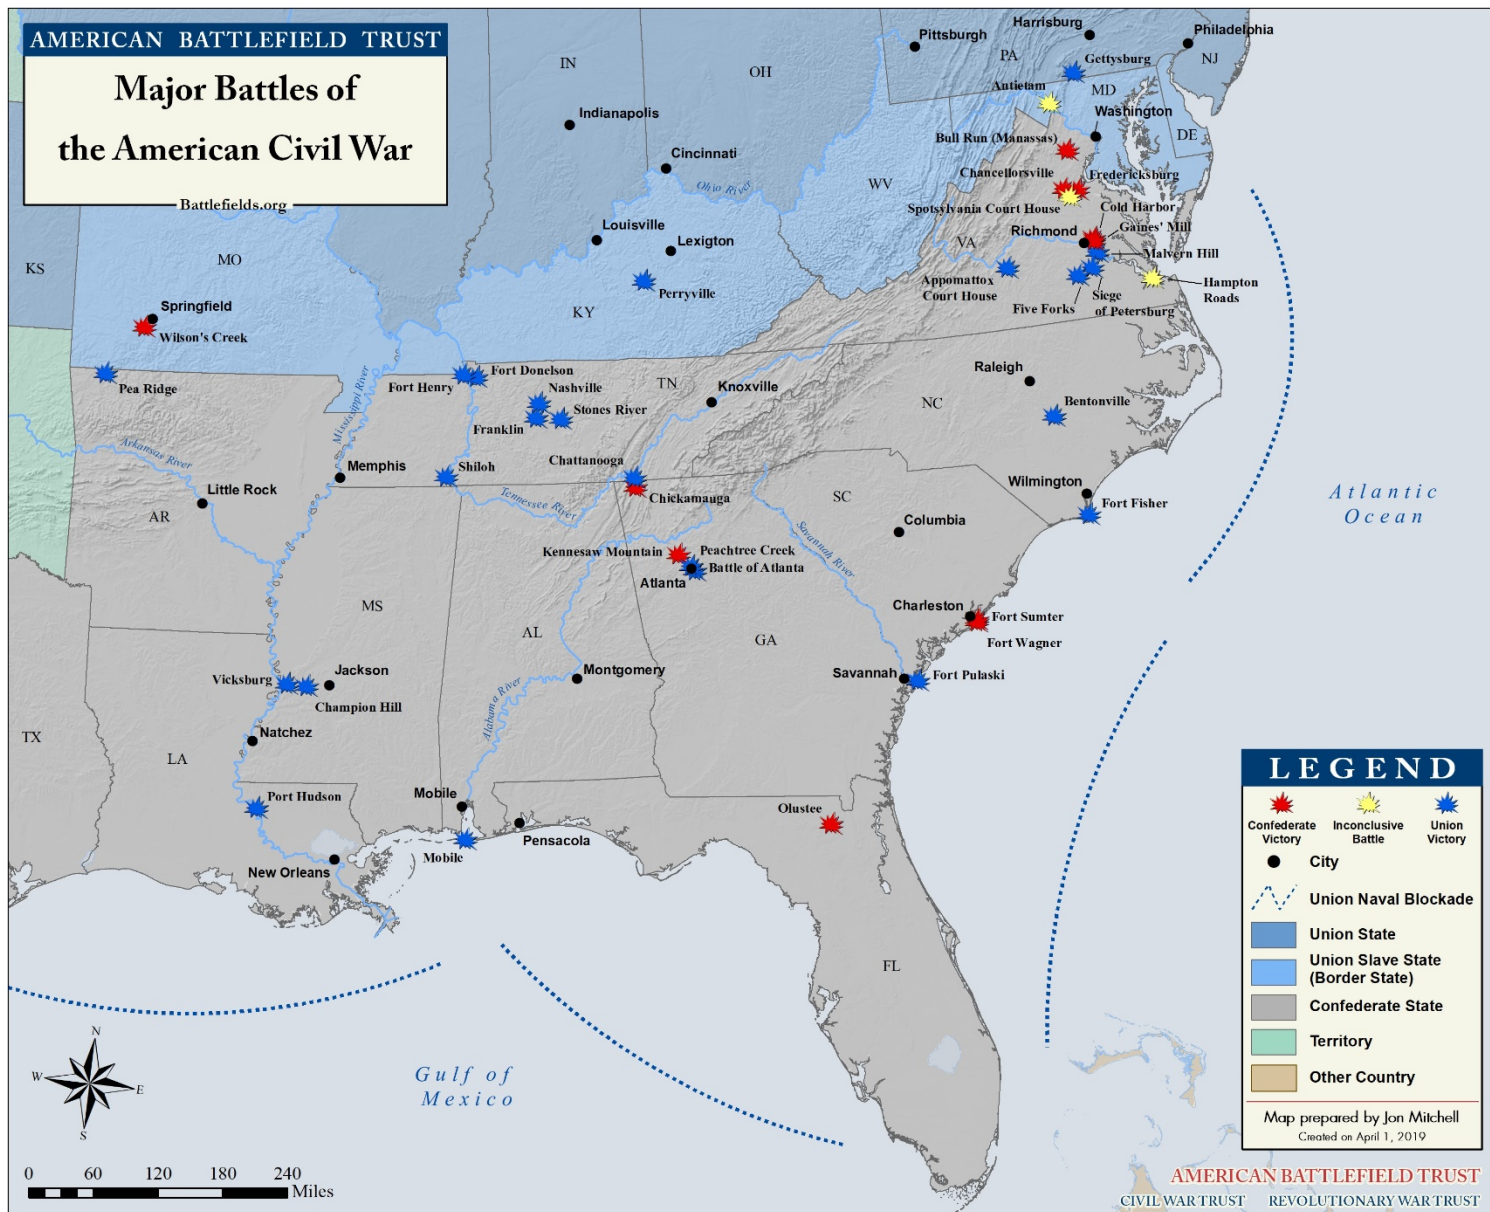 AMERICAN BATTLEFIELD TRUST
Major Battles of
the American Civil War
Battlefields.org
Pittsburgh
Harrisburg
Philadelphia
PA
NJ
Gettysburg
IN
OH
Antietam
MD
Washington
DE
Indianapolis
Bull Run (Manassas)
Cincinnati
Chancellorsville
Fredericksburg
Ohio River
WV
Spotsylvania Court House
Cold Harbor
Louisville
Lexigton
Richmond
Gaines' Mill
VA
Malvern Hill
KS
MO
Appomattox
Court House
Hampton
Roads
Perryville
Five Forks
Siege
of Petersburg
Springfield
Wilson's Creek
KY
Pea Ridge
Mississippi River
Fort Henry
Fort Donelson
Nashville
TN
Knoxville
Raleigh
NC
Bentonville
Stones River
Franklin
Arkansas River
Memphis
Shiloh
Chattanooga
Chickamauga
Tennessee River
Little Rock
AR
SC
Wilmington
Fort Fisher
Atlantic
Ocean
Columbia
Savannah River
Kennesaw Mountain
Peachtree Creek
Battle of Atlanta
Atlanta
MS
AL
GA
Charleston
Fort Sumter
Fort Wagner
Vicksburg
Jackson
Champion Hill
Montgomery
Savannah
Fort Pulaski
Alabama River
TX
LA
Natchez
Port Hudson
Mobile
Mobile
Pensacola
Olustee
New Orleans
FL
Gulf of
Mexico
N
W
E
S
0 60 120 180 240
Miles
LEGEND
Confederate
Victory
Inconclusive
Battle
Union
Victory
City
Union Naval Blockade
Union State
Union Slave State
(Border State)
Confederate State
Territory
Other Country
Map prepared by Jon Mitchell
Created on April 1, 2019
AMERICAN BATTLEFIELD TRUST
CIVIL WAR TRUST REVOLUTIONARY WAR TRUST